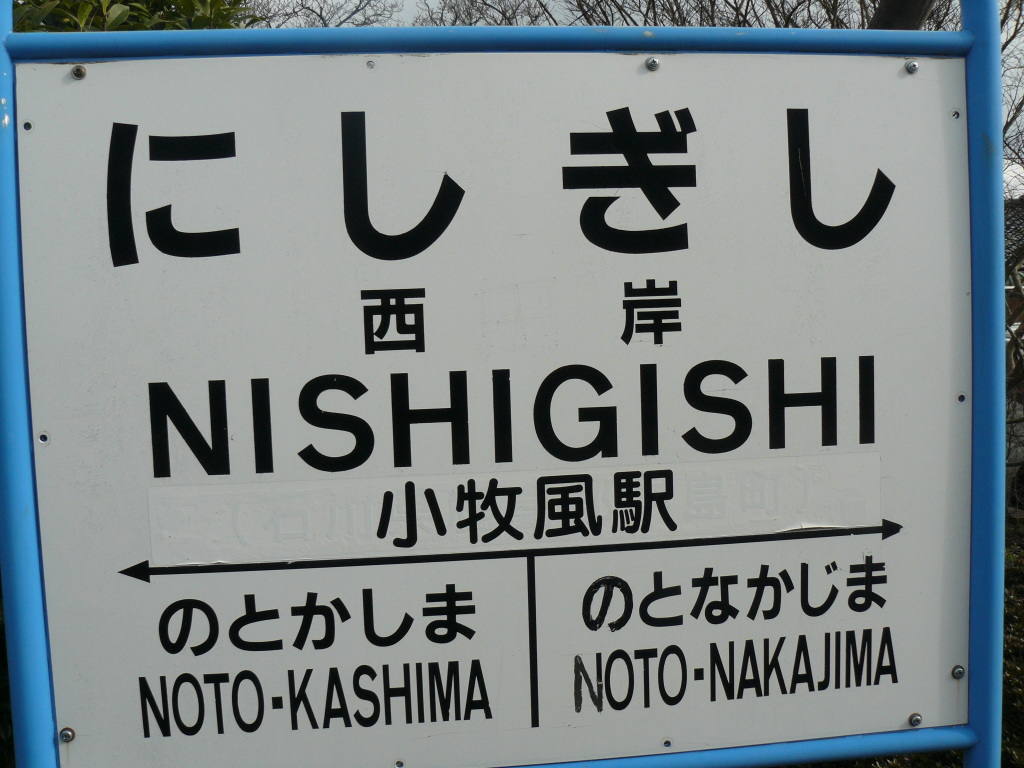 にしぎし
西岸
NISHIGISHI
小牧風駅
のとかしま のとなかじま
NOTO-KASHIMA NOTO-NAKAJIMA